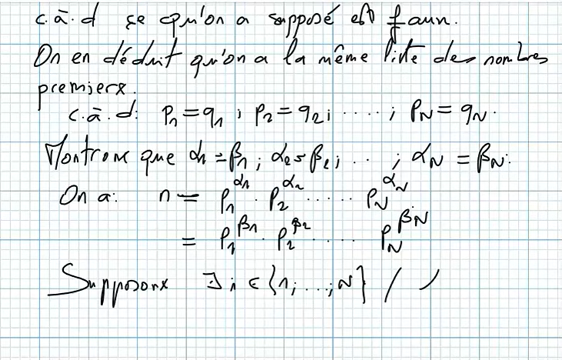 c.à.d ce qu'on a supposé est faux.
On en déduit qu'on a la même liste des nombres
premiers.
c.à.d: p₁=q₁ ; p₂=q₂; ....; p_N = q_N.
Montrons que α₁=β₁; α₂=β₂; ...; α_N = β_N.
On a: n = p₁^α₁ . p₂^α₂ ..... p_N^α_N
= p₁^β₁ . p₂^β₂ .... p_N^β_N
Supposons ∃ i ∈ {1; ...; N} /